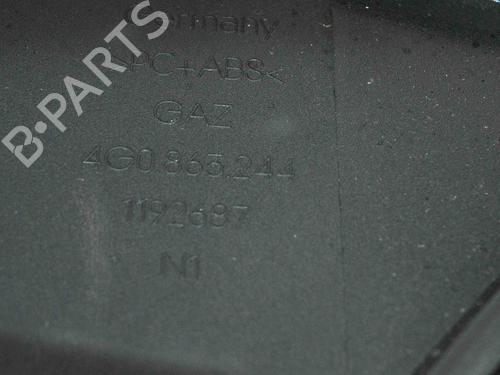 Germany
>PC+ABS<
GAZ
4G0.863.244
1192687
N1
B-PARTS